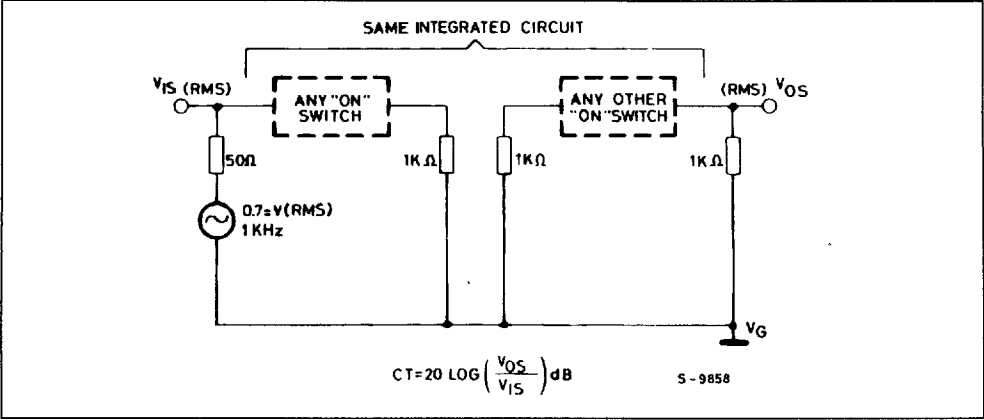 SAME INTEGRATED CIRCUIT
VIS (RMS)
ANY "ON"
SWITCH
ANY OTHER
"ON" SWITCH
(RMS) VOS
50Ω
1KΩ
1KΩ
1KΩ
0.7=V(RMS)
1KHz
VG
CT=20 LOG ( VOS / VIS ) dB
S-9858